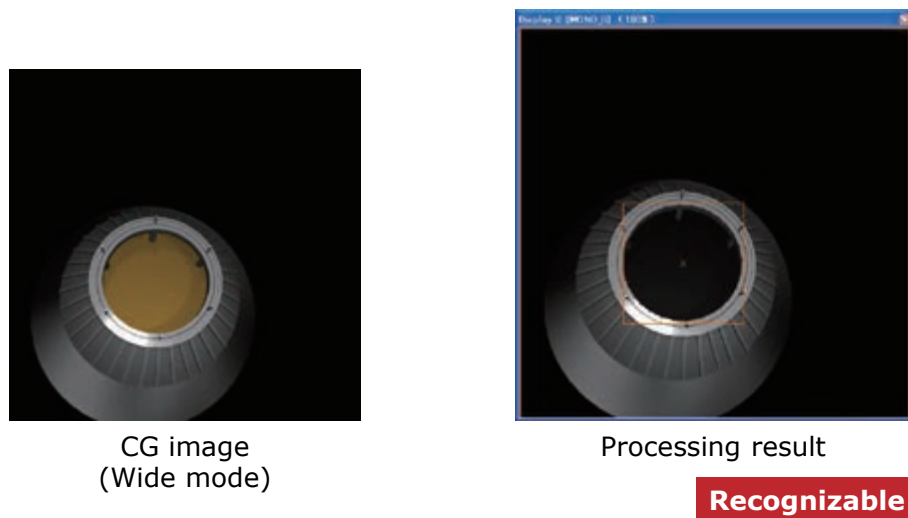 CG image
(Wide mode)
Processing result
Recognizable